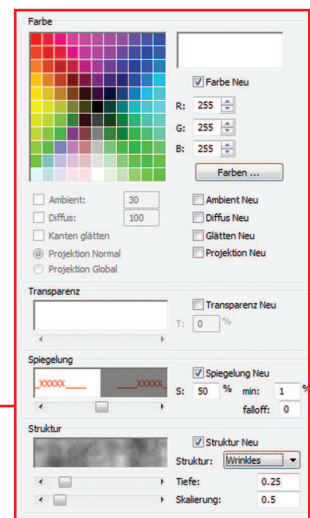 Farbe
Farbe Neu
R: 255
G: 255
B: 255
Farben ...
Ambient: 30 Ambient Neu
Diffus: 100 Diffus Neu
Kanten glätten Glätten Neu
Projektion Normal Projektion Neu
Projektion Global
Transparenz
Transparenz Neu
T: 0 %
Spiegelung
Spiegelung Neu
_XXXXX____ ____XXXXX_
S: 50 % min: 1 %
falloff: 0
Struktur
Struktur Neu
Struktur: Wrinkles
Tiefe: 0.25
Skalierung: 0.5